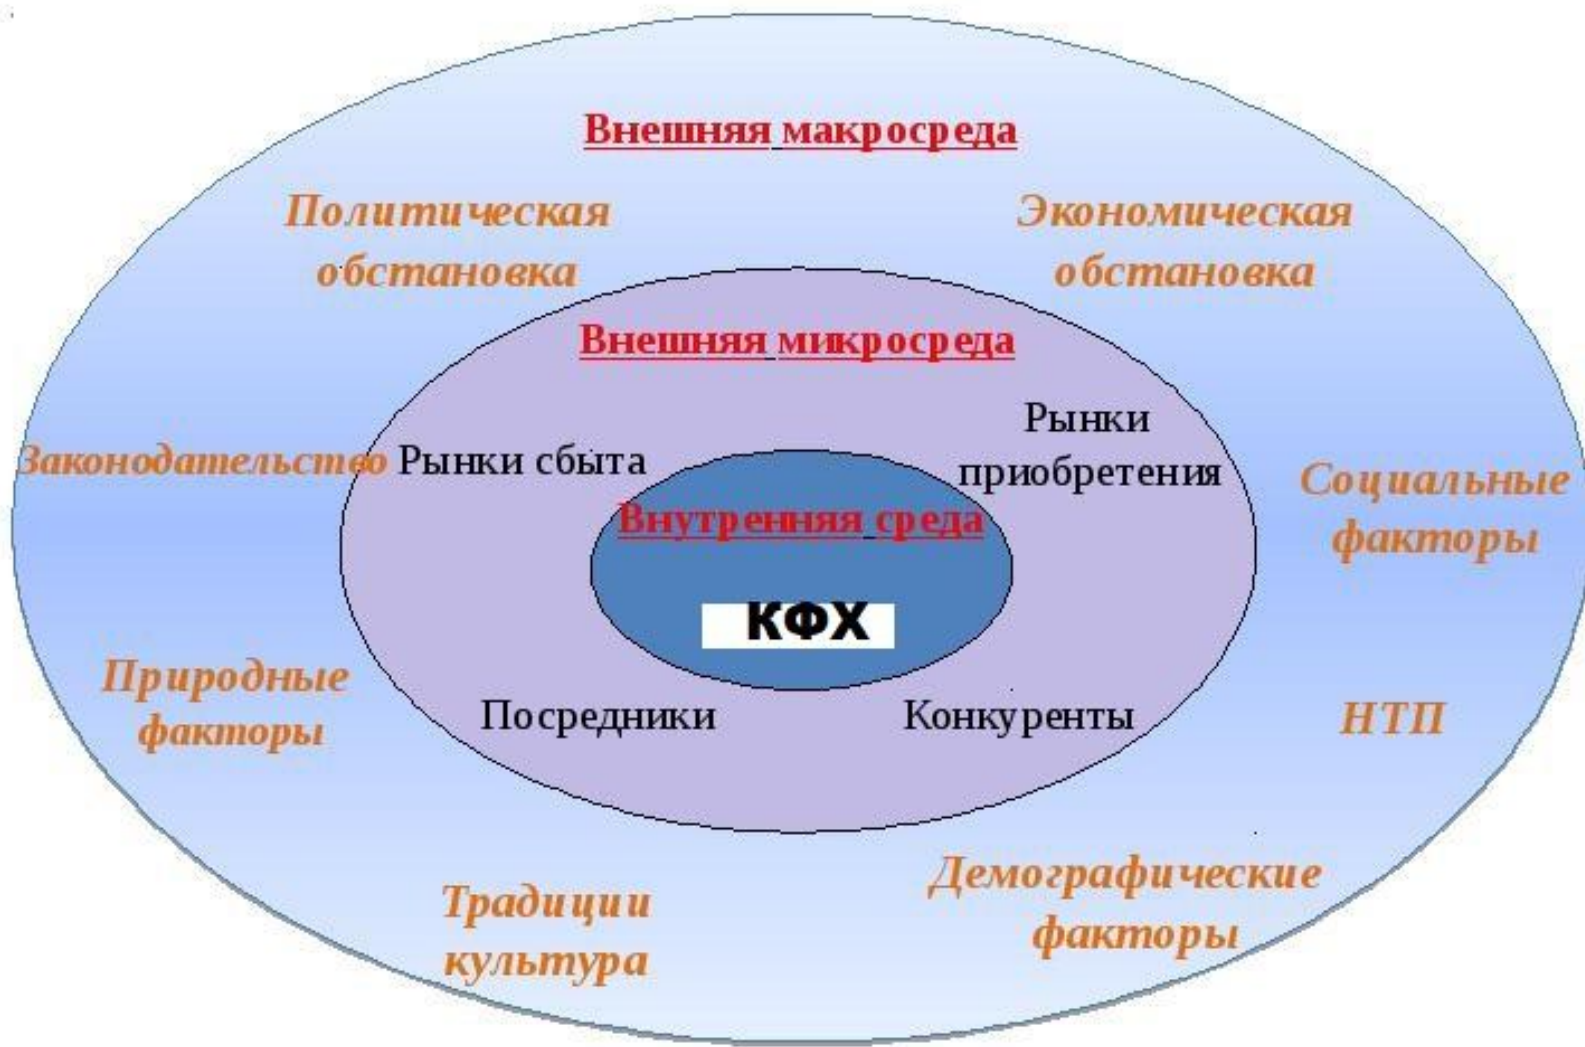 Внешняя макросреда
Политическая
обстановка
Экономическая
обстановка
Внешняя микросреда
Законодательство
Рынки сбыта
Рынки
приобретения
Социальные
факторы
Внутренняя среда
КФХ
Природные
факторы
Посредники
Конкуренты
НТП
Традиции
культура
Демографические
факторы